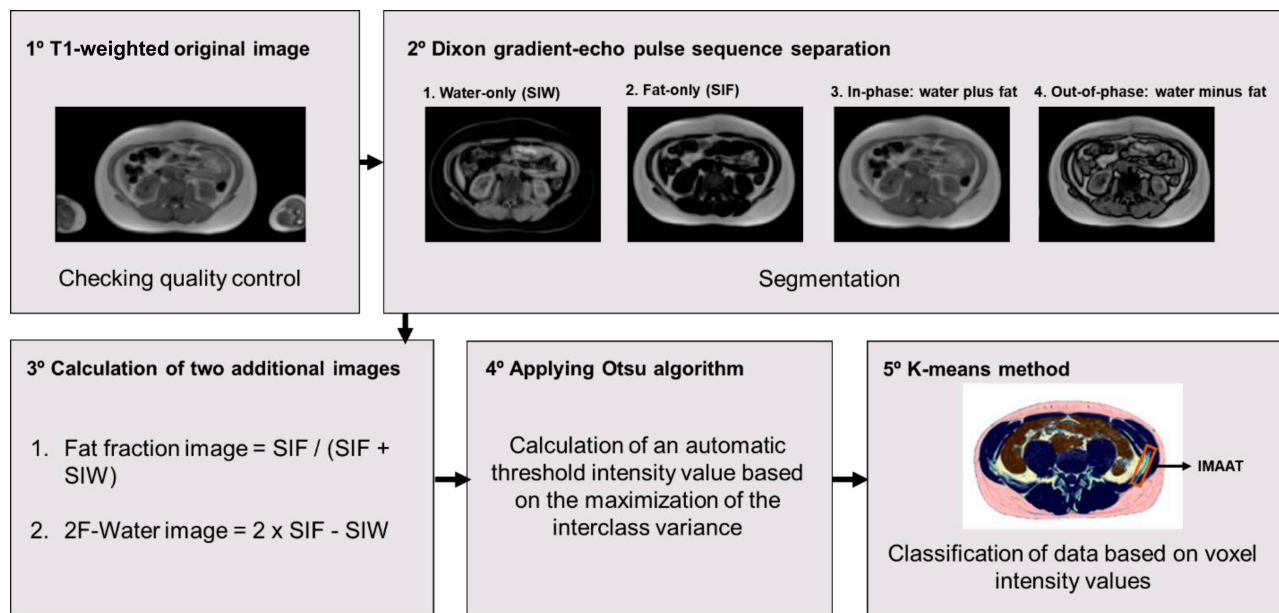 1º T1-weighted original image
Checking quality control
2º Dixon gradient-echo pulse sequence separation
1. Water-only (SIW)
2. Fat-only (SIF)
3. In-phase: water plus fat
4. Out-of-phase: water minus fat
Segmentation
3º Calculation of two additional images
1. Fat fraction image = SIF / (SIF +
SIW)
2. 2F-Water image = 2 x SIF - SIW
4º Applying Otsu algorithm
Calculation of an automatic
threshold intensity value based
on the maximization of the
interclass variance
5º K-means method
IMAAT
Classification of data based on voxel
intensity values